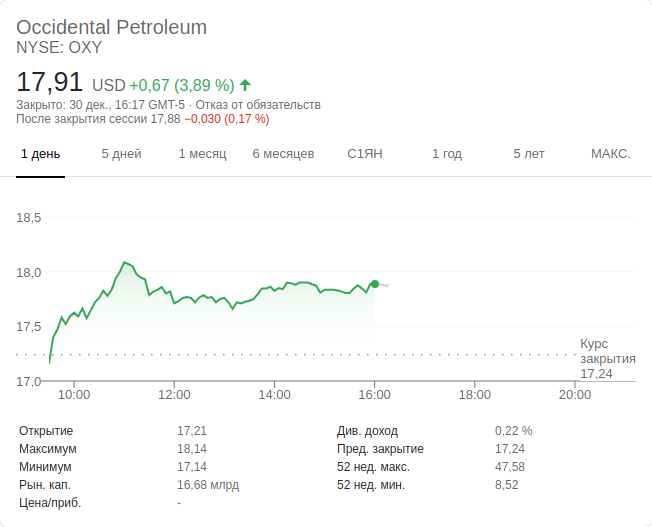 Occidental Petroleum
NYSE: OXY
17,91 USD +0,67 (3,89 %)
Закрыто: 30 дек., 16:17 GMT-5 · Отказ от обязательств
После закрытия сессии 17,88 −0,030 (0,17 %)
1 день 5 дней 1 месяц 6 месяцев С1ЯН 1 год 5 лет МАКС.
18,5
18,0
17,5
Курс
закрытия
17,24
17,0
10:00 12:00 14:00 16:00 18:00 20:00
Открытие 17,21 Див. доход 0,22 %
Максимум 18,14 Пред. закрытие 17,24
Минимум 17,14 52 нед. макс. 47,58
Рын. кап. 16,68 млрд 52 нед. мин. 8,52
Цена/приб. -